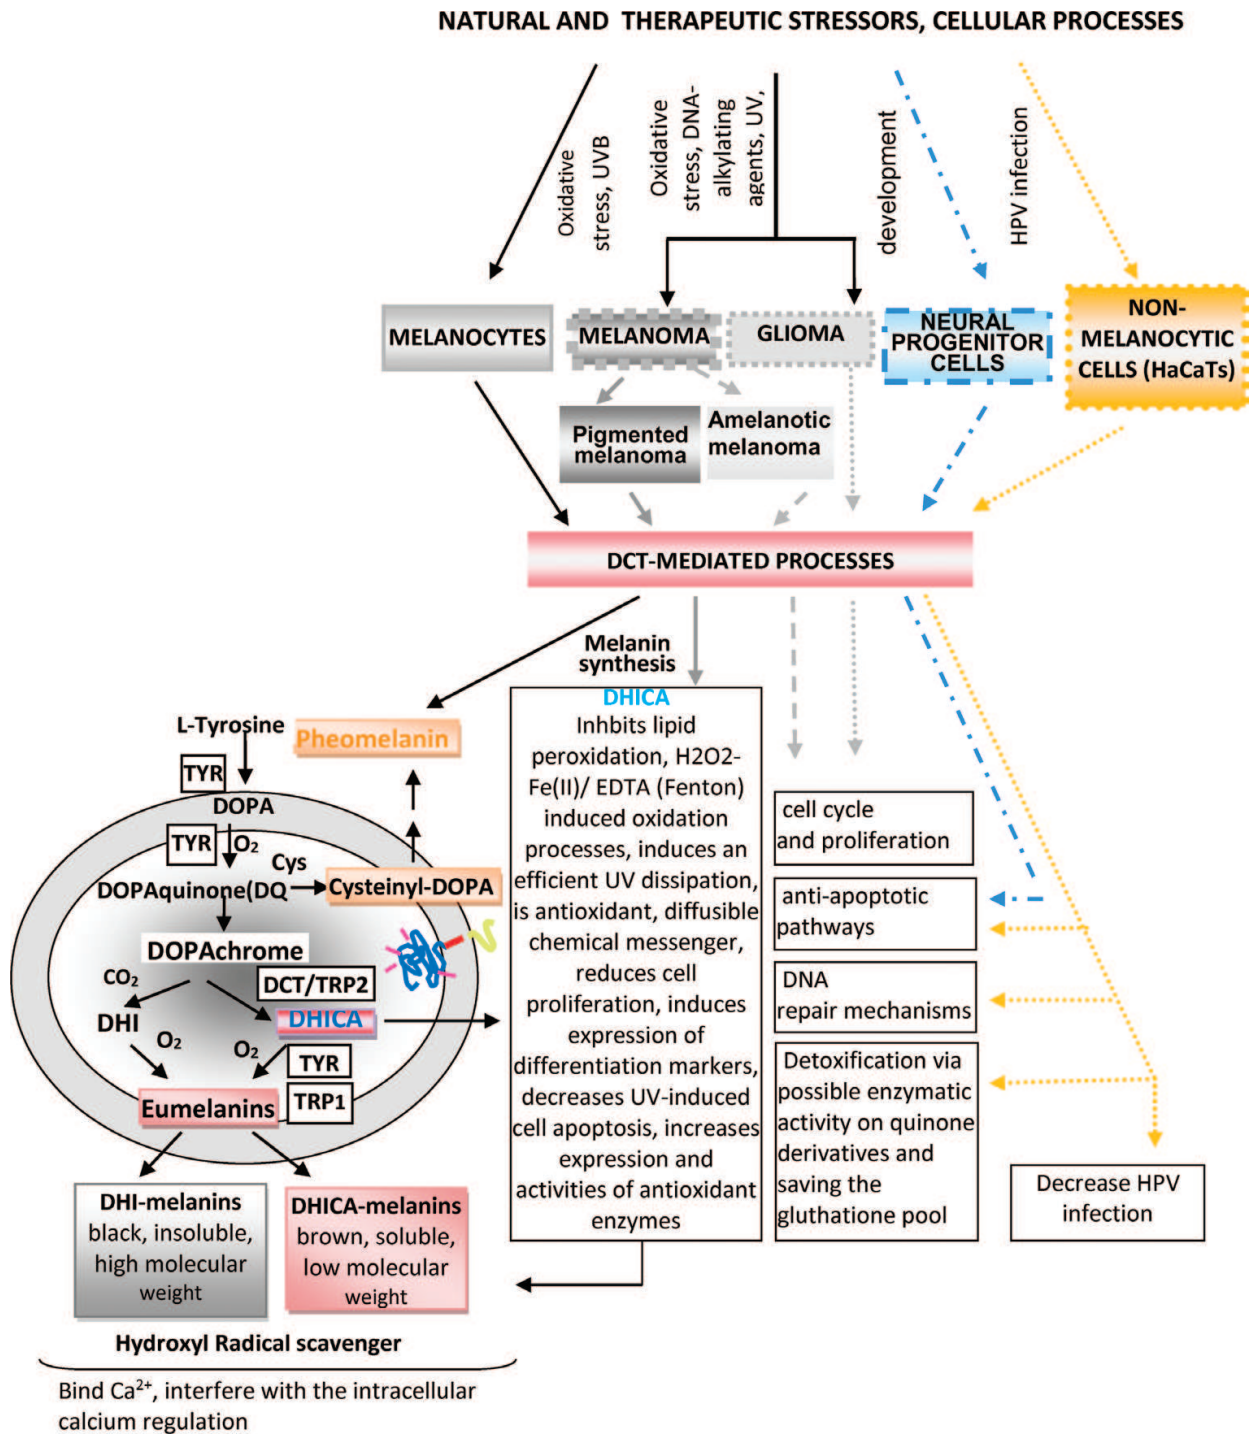 NATURAL AND THERAPEUTIC STRESSORS, CELLULAR PROCESSES
Oxidative
stress, UVB
Oxidative
stress, DNA-
alkylating
agents, UV,
development
HPV infection
MELANOCYTES
MELANOMA
GLIOMA
NEURAL
PROGENITOR
CELLS
NON-
MELANOCYTIC
CELLS (HaCaTs)
Pigmented
melanoma
Amelanotic
melanoma
DCT-MEDIATED PROCESSES
Melanin
synthesis
L-Tyrosine
Pheomelanin
TYR
DOPA
TYR
O2
Cys
DOPAquinone(DQ
Cysteinyl-DOPA
DOPAchrome
CO2
DCT/TRP2
DHI
DHICA
O2
O2
TYR
TRP1
Eumelanins
DHI-melanins
black, insoluble,
high molecular
weight
DHICA-melanins
brown, soluble,
low molecular
weight
Hydroxyl Radical scavenger
Bind Ca2+, interfere with the intracellular
calcium regulation
DHICA
Inhbits lipid
peroxidation, H2O2-
Fe(II)/ EDTA (Fenton)
induced oxidation
processes, induces an
efficient UV dissipation,
is antioxidant, diffusible
chemical messenger,
reduces cell
proliferation, induces
expression of
differentiation markers,
decreases UV-induced
cell apoptosis, increases
expression and
activities of antioxidant
enzymes
cell cycle
and proliferation
anti-apoptotic
pathways
DNA
repair mechanisms
Detoxification via
possible enzymatic
activity on quinone
derivatives and
saving the
gluthatione pool
Decrease HPV
infection